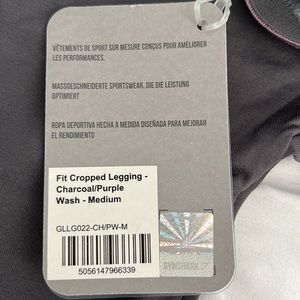 VÊTEMENTS DE SPORT SUR MESURE CONÇUS POUR AMÉLIORER
LES PERFORMANCES.
MASSGESCHNEIDERTE SPORTSWEAR, DIE DIE LEISTUNG
OPTIMIERT
ROPA DEPORTIVA HECHA A MEDIDA DISEÑADA PARA MEJORAR
EL RENDIMIENTO
Fit Cropped Legging -
Charcoal/Purple
Wash - Medium
GLLG022-CH/PW-M
5056147966339
GYMSHARK